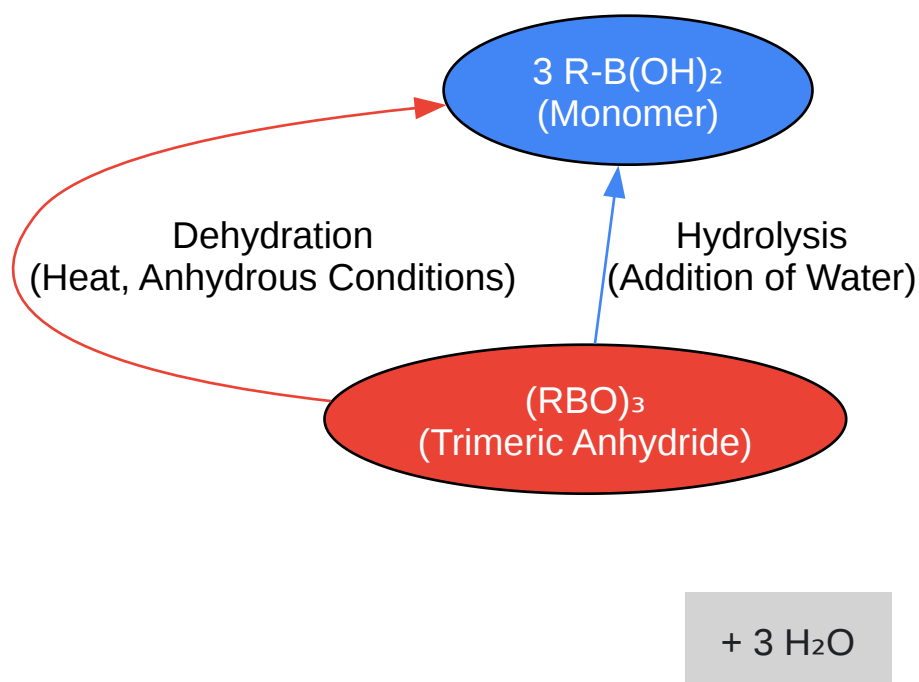 3 R-B(OH)₂
(Monomer)
Dehydration
(Heat, Anhydrous Conditions)
Hydrolysis
(Addition of Water)
(RBO)₃
(Trimeric Anhydride)
+ 3 H₂O